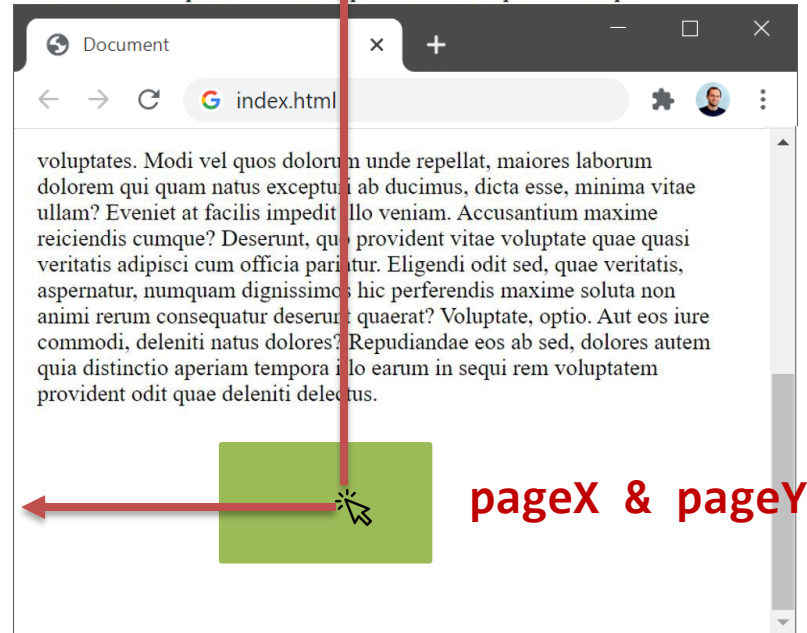 Document
index.html
voluptates. Modi vel quos dolorum unde repellat, maiores laborum
dolorem qui quam natus excepturi ab ducimus, dicta esse, minima vitae
ullam? Eveniet at facilis impedit illo veniam. Accusantium maxime
reiciendis cumque? Deserunt, quo provident vitae voluptate quae quasi
veritatis adipisci cum officia pariatur. Eligendi odit sed, quae veritatis,
aspernatur, numquam dignissimos hic perferendis maxime soluta non
animi rerum consequatur deserunt quaerat? Voluptate, optio. Aut eos iure
commodi, deleniti natus dolores? Repudiandae eos ab sed, dolores autem
quia distinctio aperiam tempora illo earum in sequi rem voluptatem
provident odit quae deleniti delectus.
pageX & pageY